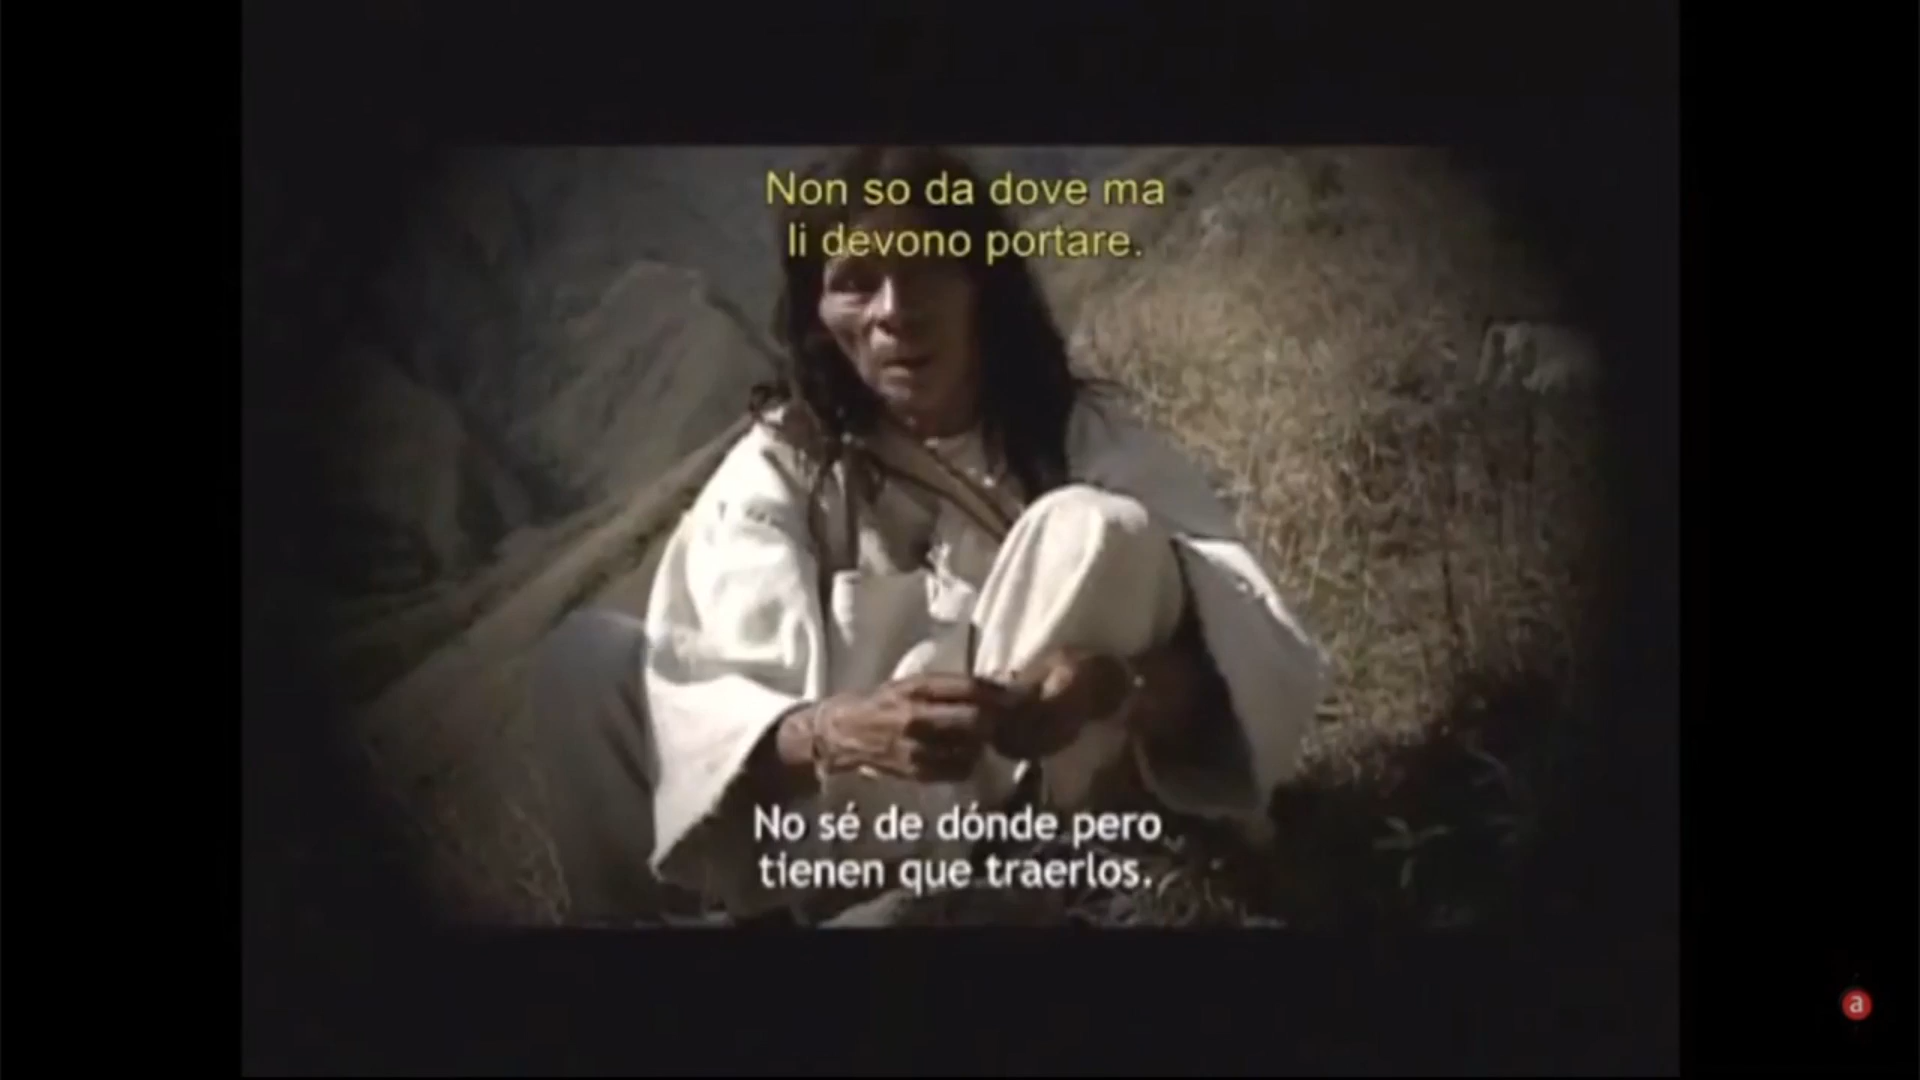 Non so da dove ma
li devono portare.
No sé de dónde pero
tienen que traerlos.
a